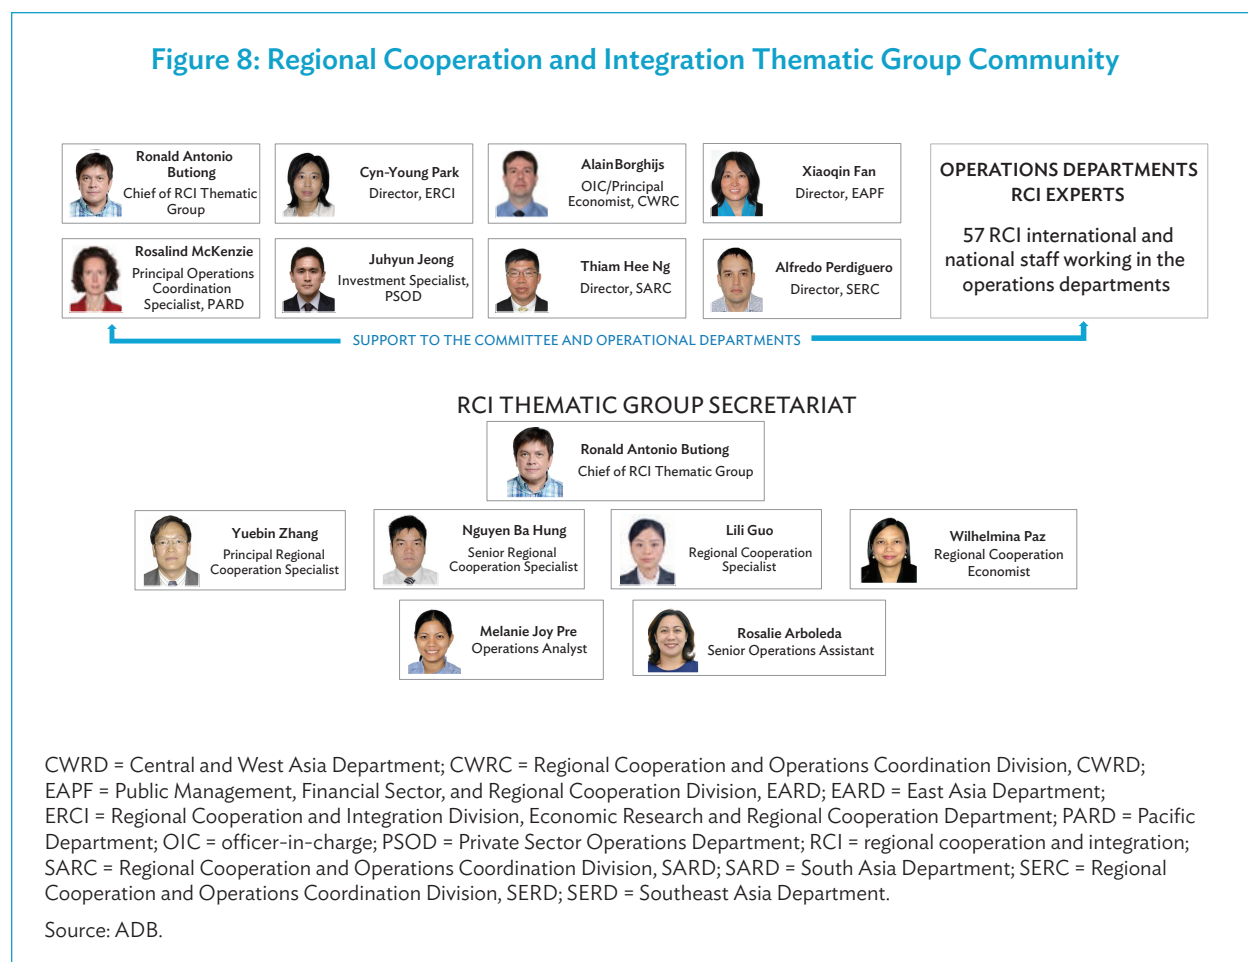 Figure 8: Regional Cooperation and Integration Thematic Group Community
Ronald Antonio
Butiong
Chief of RCI Thematic
Group
Cyn-Young Park
Director, ERCI
Alain Borghijs
OIC/Principal
Economist, CWRC
Xiaoqin Fan
Director, EAPF
OPERATIONS DEPARTMENTS
RCI EXPERTS
57 RCI international and
national staff working in the
operations departments
Rosalind McKenzie
Principal Operations
Coordination
Specialist, PARD
Juhyun Jeong
Investment Specialist,
PSOD
Thiam Hee Ng
Director, SARC
Alfredo Perdiguero
Director, SERC
SUPPORT TO THE COMMITTEE AND OPERATIONAL DEPARTMENTS
RCI THEMATIC GROUP SECRETARIAT
Ronald Antonio Butiong
Chief of RCI Thematic Group
Yuebin Zhang
Principal Regional
Cooperation Specialist
Nguyen Ba Hung
Senior Regional
Cooperation Specialist
Lili Guo
Regional Cooperation
Specialist
Wilhelmina Paz
Regional Cooperation
Economist
Melanie Joy Pre
Operations Analyst
Rosalie Arboleda
Senior Operations Assistant
CWRD = Central and West Asia Department; CWRC = Regional Cooperation and Operations Coordination Division, CWRD;
EAPF = Public Management, Financial Sector, and Regional Cooperation Division, EARD; EARD = East Asia Department;
ERCI = Regional Cooperation and Integration Division, Economic Research and Regional Cooperation Department; PARD = Pacific
Department; OIC = officer-in-charge; PSOD = Private Sector Operations Department; RCI = regional cooperation and integration;
SARC = Regional Cooperation and Operations Coordination Division, SARD; SARD = South Asia Department; SERC = Regional
Cooperation and Operations Coordination Division, SERD; SERD = Southeast Asia Department.
Source: ADB.